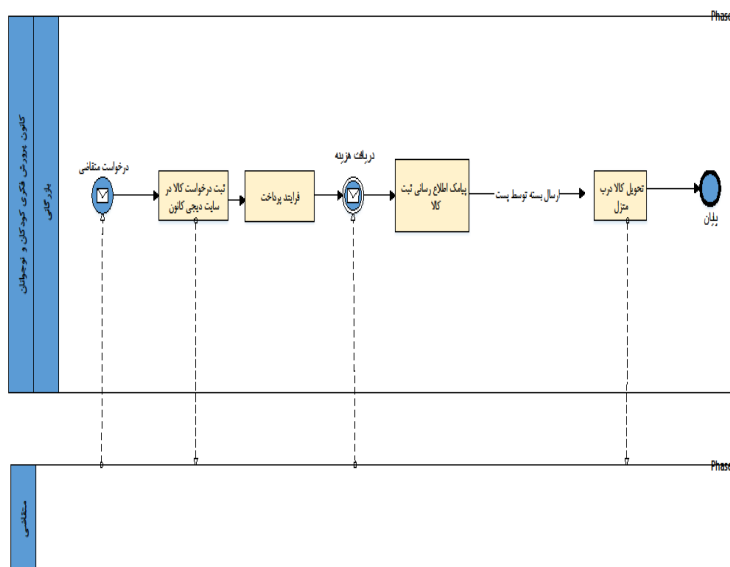 Phase
کانون پرورش فکری کودکان و نوجوانان
بازرگانی
درخواست متقاضی
ثبت درخواست کالا در
سایت دیجی کانون
فرایند پرداخت
دریافت هزینه
پیامک اطلاع رسانی ثبت
کالا
ارسال بسته توسط پست
تحویل کالا درب
منزل
پایان
Phase
متقاضی